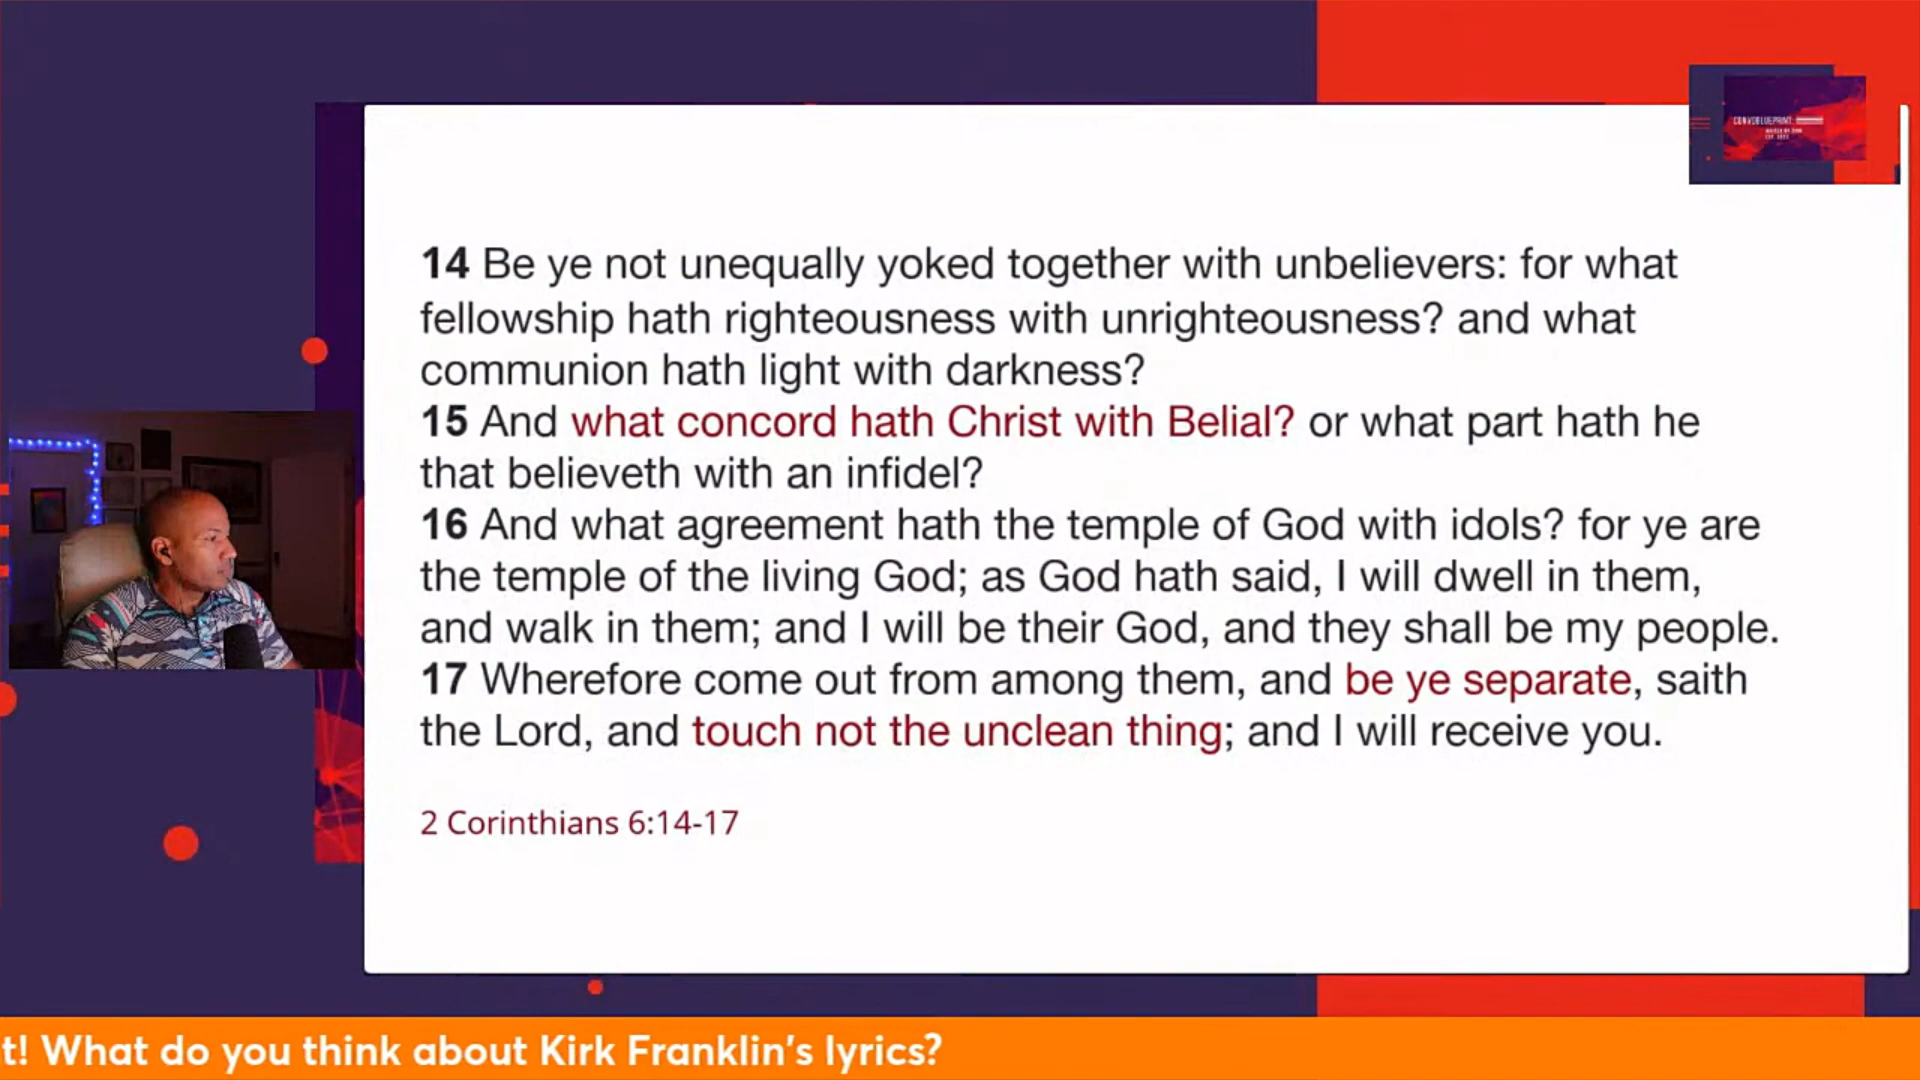 CONVOBLUEPRINT
14 Be ye not unequally yoked together with unbelievers: for what
fellowship hath righteousness with unrighteousness? and what
communion hath light with darkness?
15 And what concord hath Christ with Belial? or what part hath he
that believeth with an infidel?
16 And what agreement hath the temple of God with idols? for ye are
the temple of the living God; as God hath said, I will dwell in them,
and walk in them; and I will be their God, and they shall be my people.
17 Wherefore come out from among them, and be ye separate, saith
the Lord, and touch not the unclean thing; and I will receive you.
2 Corinthians 6:14-17
t! What do you think about Kirk Franklin's lyrics?